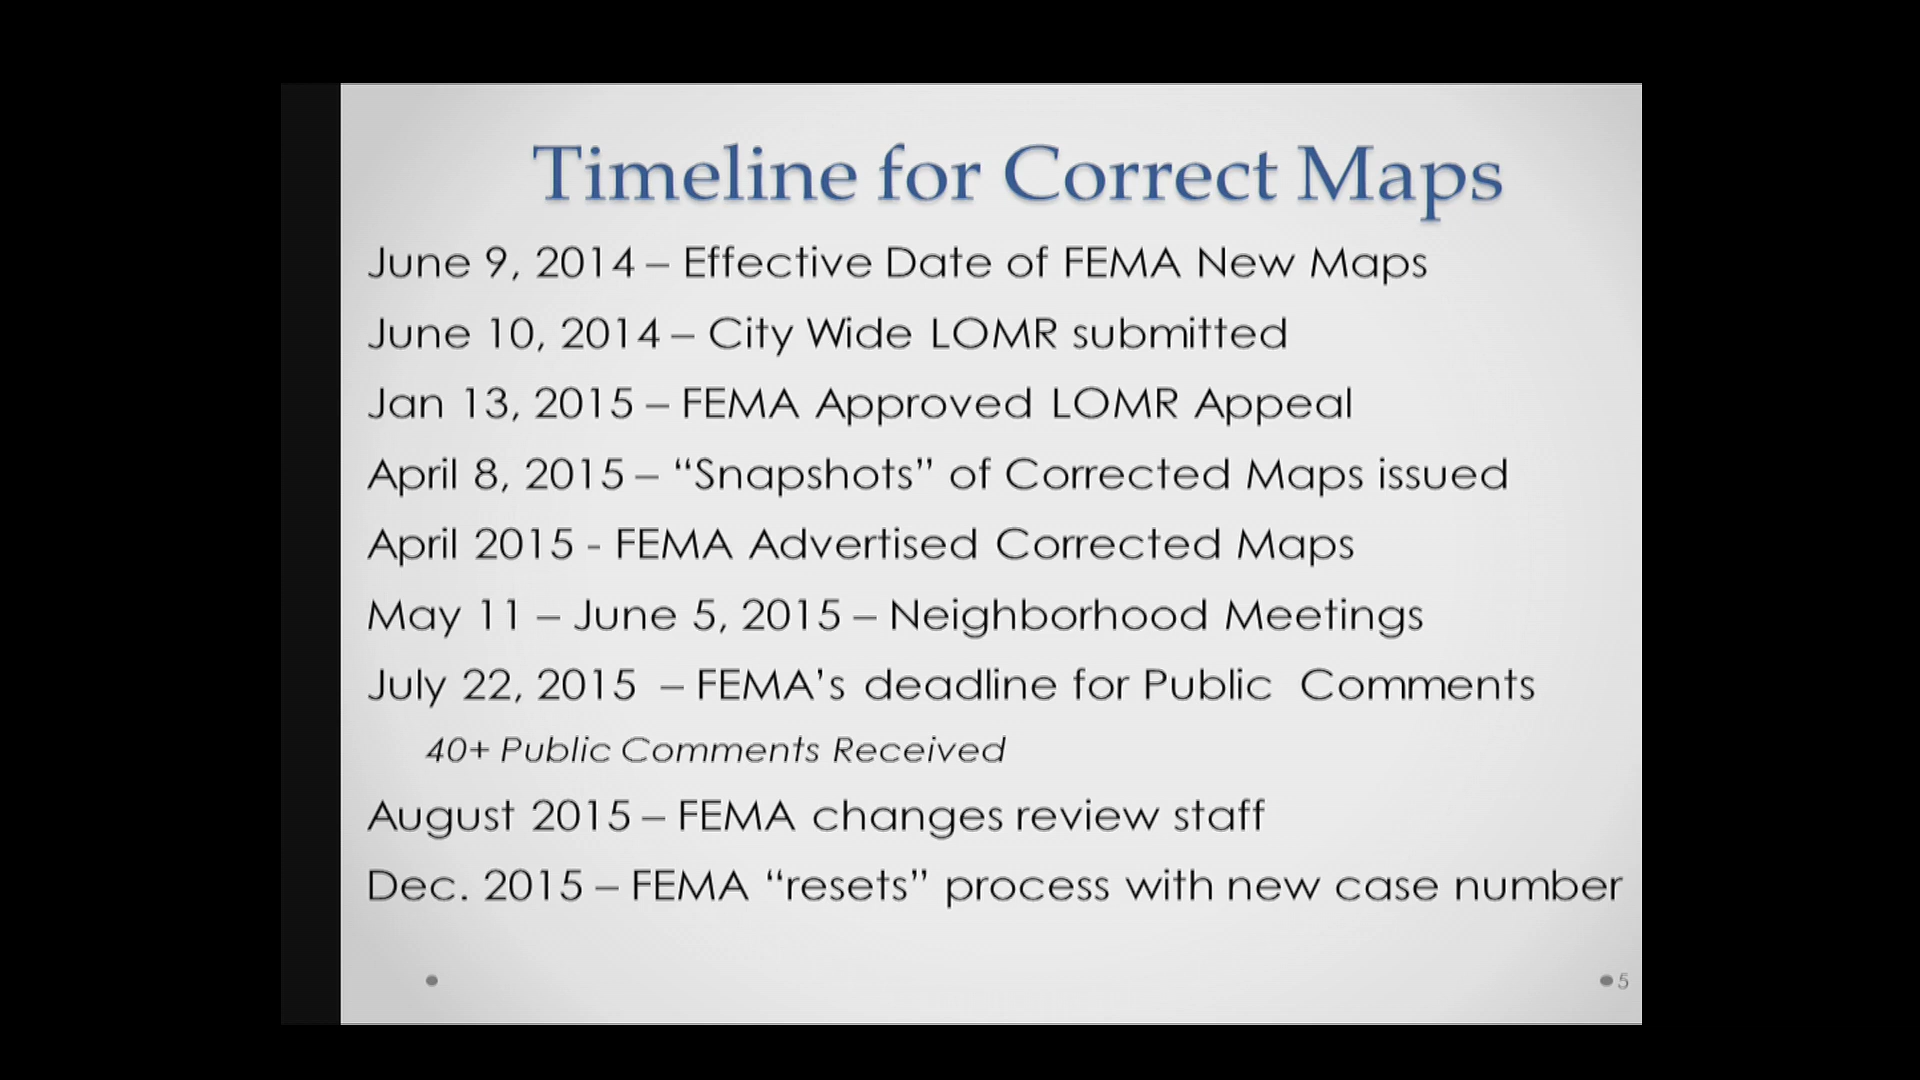 Timeline for Correct Maps
June 9, 2014 – Effective Date of FEMA New Maps
June 10, 2014 – City Wide LOMR submitted
Jan 13, 2015 – FEMA Approved LOMR Appeal
April 8, 2015 – “Snapshots” of Corrected Maps issued
April 2015 - FEMA Advertised Corrected Maps
May 11 – June 5, 2015 – Neighborhood Meetings
July 22, 2015  – FEMA’s deadline for Public  Comments
40+ Public Comments Received
August 2015 – FEMA changes review staff
Dec. 2015 – FEMA “resets” process with new case number
5